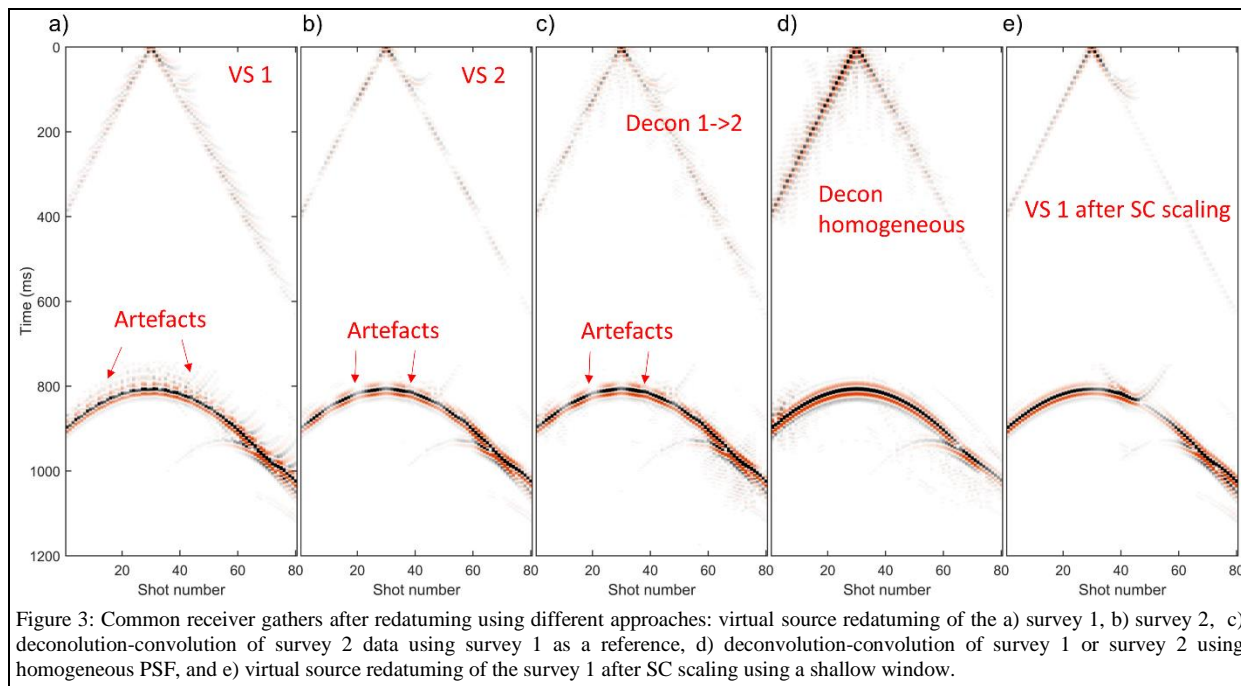 a) b) c) d) e)
VS 1 VS 2 Decon 1->2 Decon homogeneous VS 1 after SC scaling
Artefacts Artefacts Artefacts
Time (ms)
0
200
400
600
800
1000
1200
20 40 60 80 20 40 60 80 20 40 60 80 20 40 60 80 20 40 60 80
Shot number Shot number Shot number Shot number Shot number
Figure 3: Common receiver gathers after redatuming using different approaches: virtual source redatuming of the a) survey 1, b) survey 2, c)
deconolution-convolution of survey 2 data using survey 1 as a reference, d) deconvolution-convolution of survey 1 or survey 2 using
homogeneous PSF, and e) virtual source redatuming of the survey 1 after SC scaling using a shallow window.